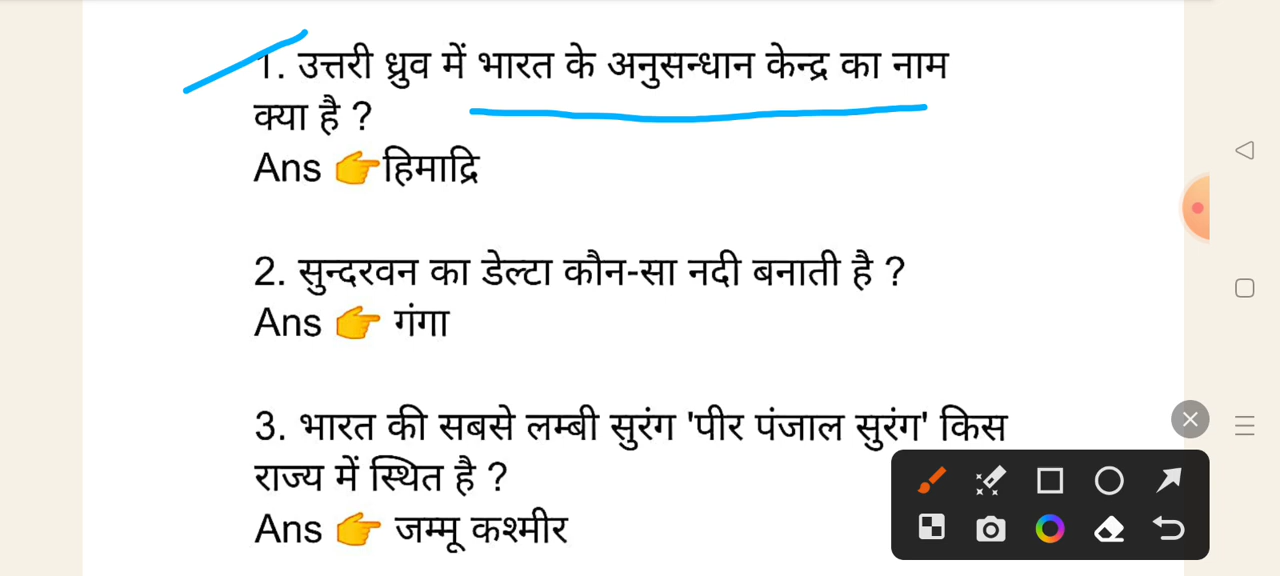 1. उत्तरी ध्रुव में भारत के अनुसन्धान केन्द्र का नाम
क्या है ?
Ans 👉हिमाद्रि
2. सुन्दरवन का डेल्टा कौन-सा नदी बनाती है ?
Ans 👉 गंगा
3. भारत की सबसे लम्बी सुरंग 'पीर पंजाल सुरंग' किस
राज्य में स्थित है ?
Ans 👉 जम्मू कश्मीर